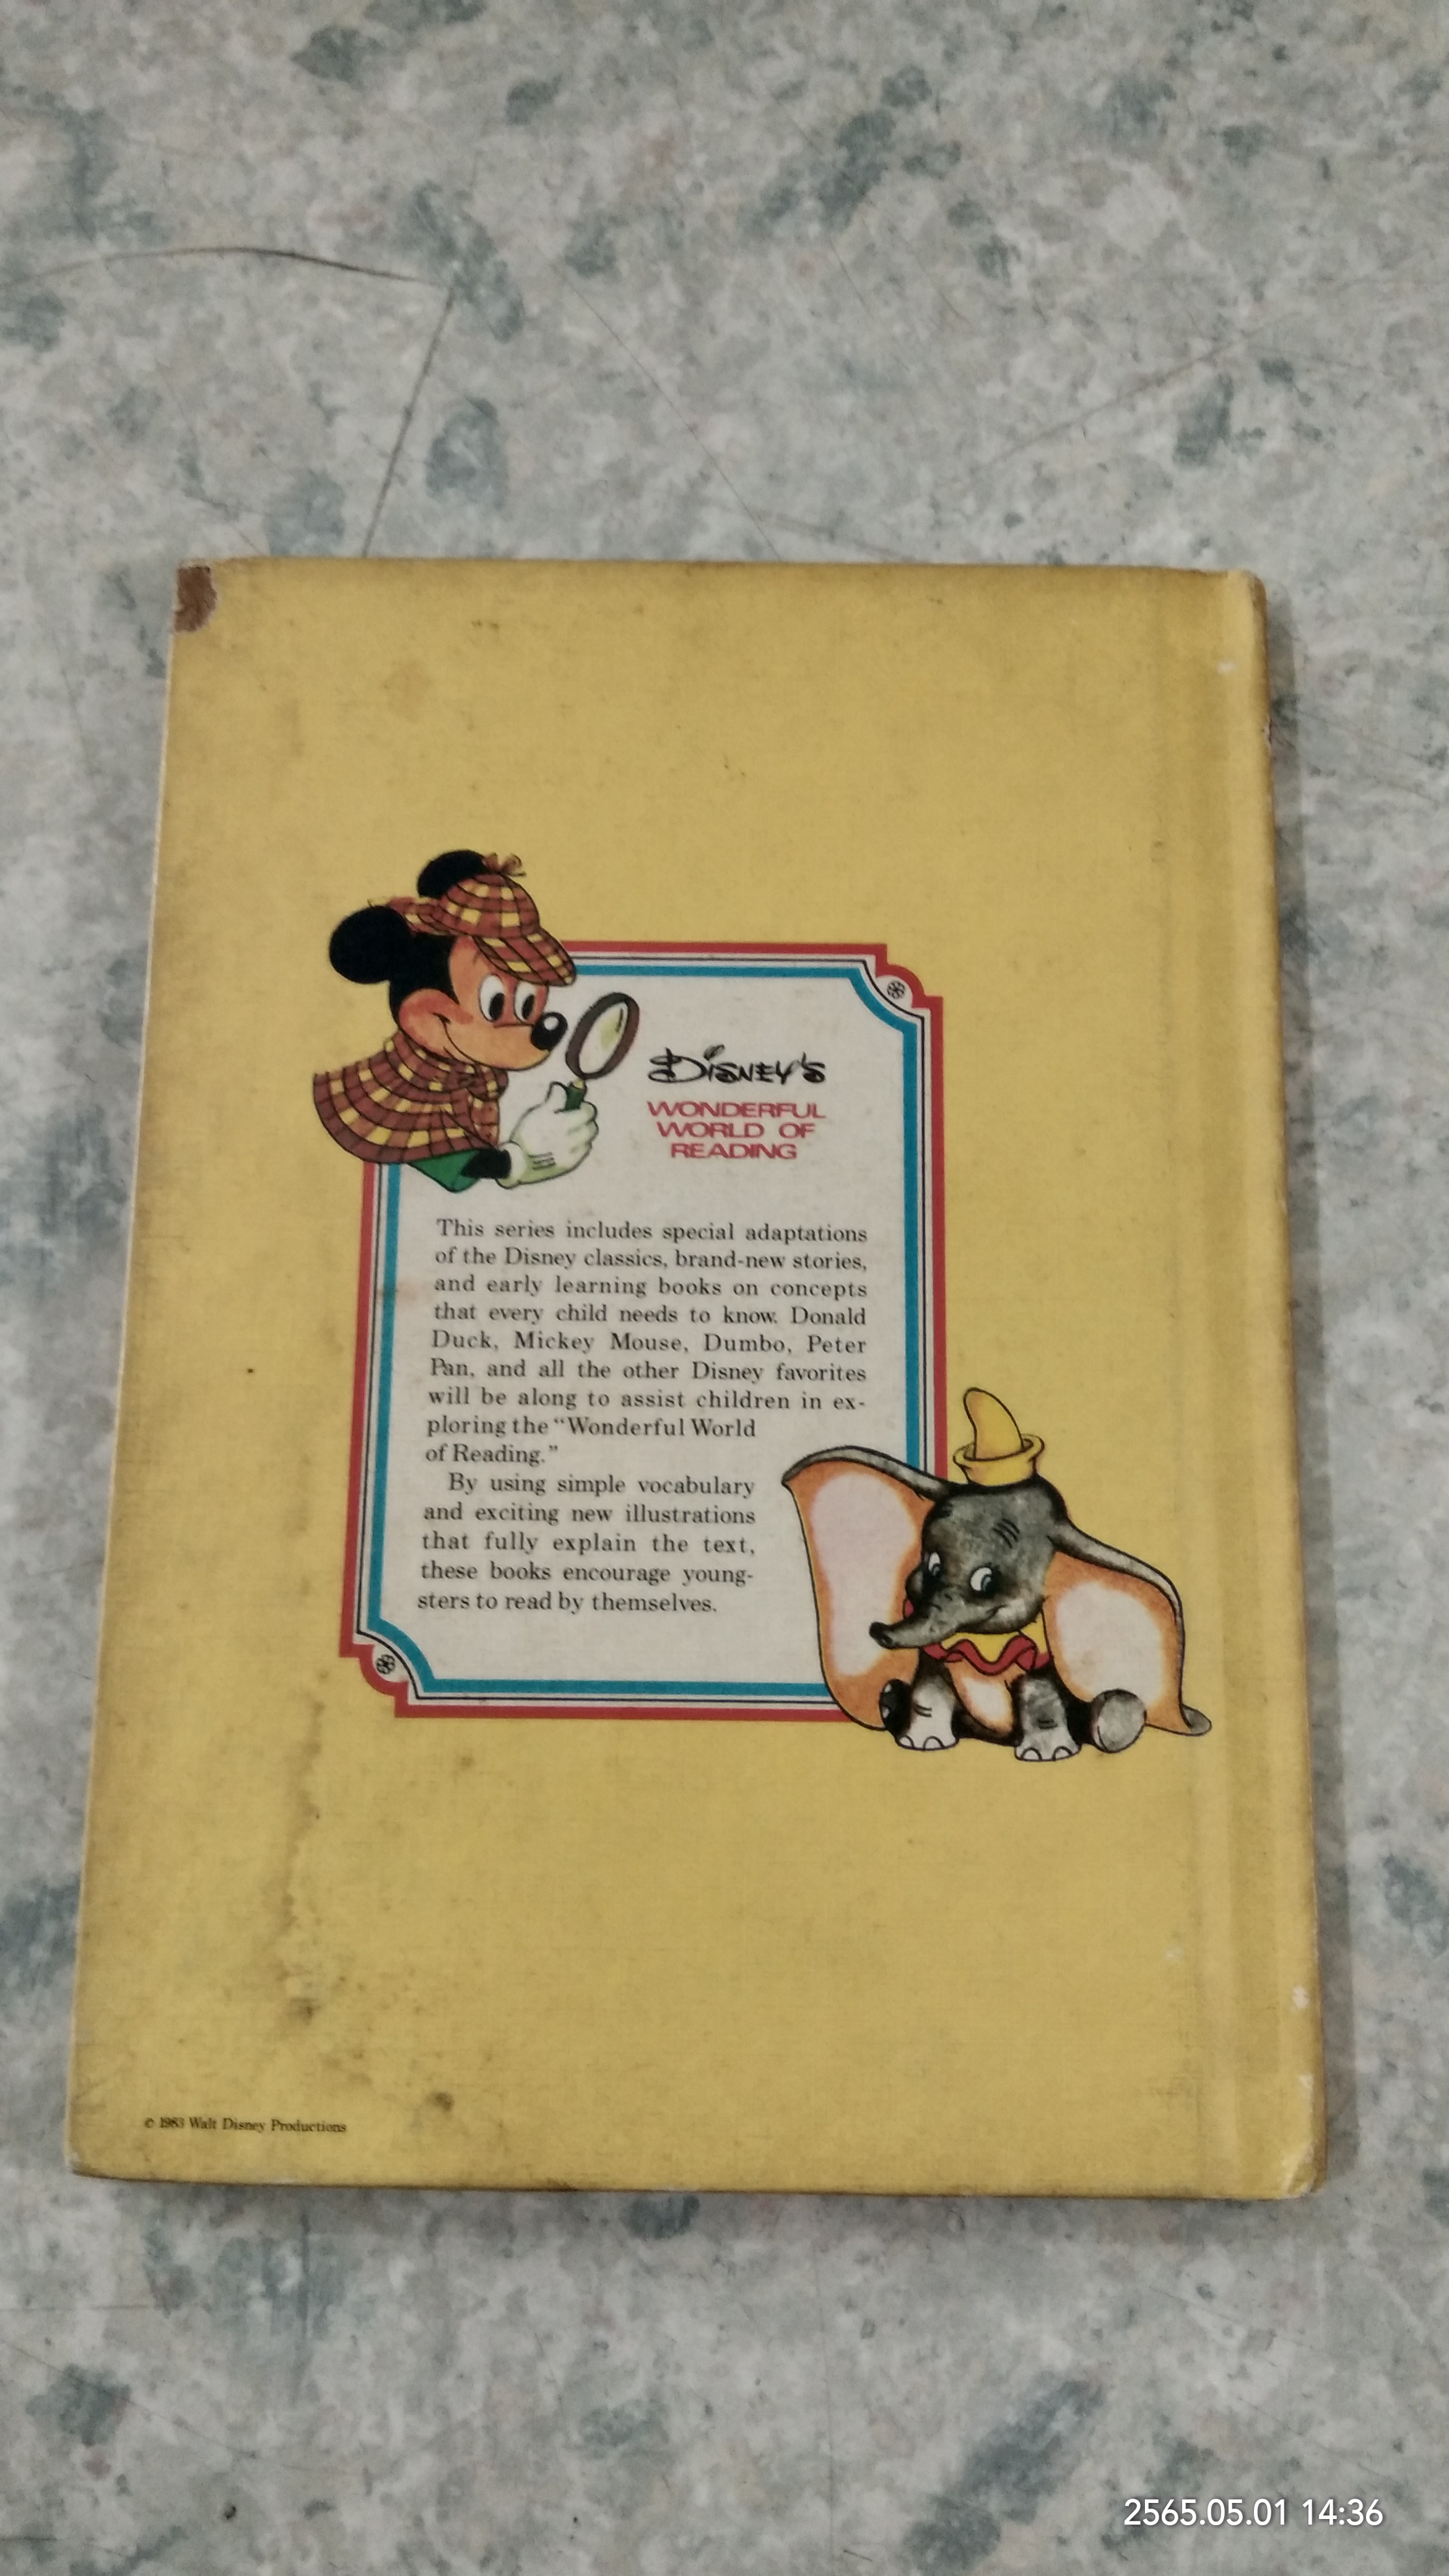 DISNEY'S
WONDERFUL
WORLD OF
READING
This series includes special adaptations
of the Disney classics, brand-new stories,
and early learning books on concepts
that every child needs to know. Donald
Duck, Mickey Mouse, Dumbo, Peter
Pan, and all the other Disney favorites
will be along to assist children in ex-
ploring the “Wonderful World
of Reading.”
By using simple vocabulary
and exciting new illustrations
that fully explain the text,
these books encourage young-
sters to read by themselves.
© 1983 Walt Disney Productions
2565.05.01 14:36